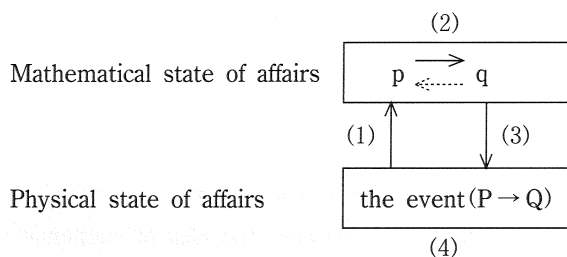 (2)
Mathematical state of affairs p q
(1) (3)
Physical state of affairs the event(P→Q)
(4)